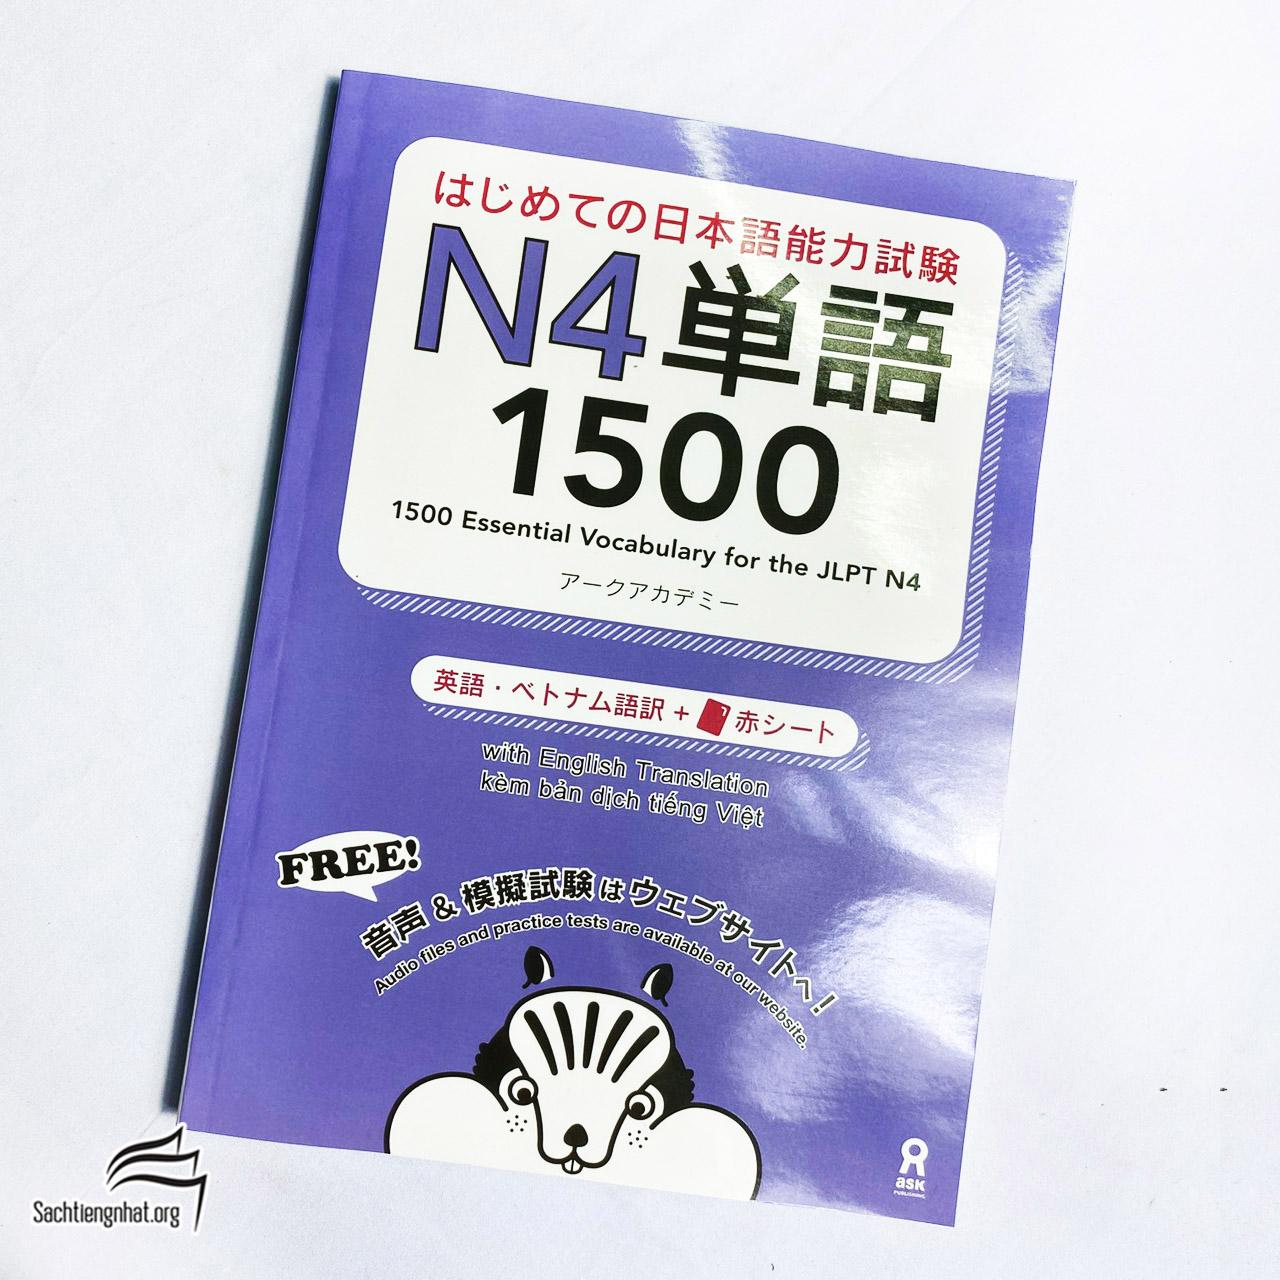 はじめての日本語能力試験
N4単語
1500
1500 Essential Vocabulary for the JLPT N4
アークアカデミー
英語・ベトナム語訳+赤シート
with English Translation
kèm bản dịch tiếng Việt
FREE!
音声&模擬試験はウェブサイトへ!
Audio files and practice tests are available at our website.
ask
PUBLISHING
Sachtiengnhat.org